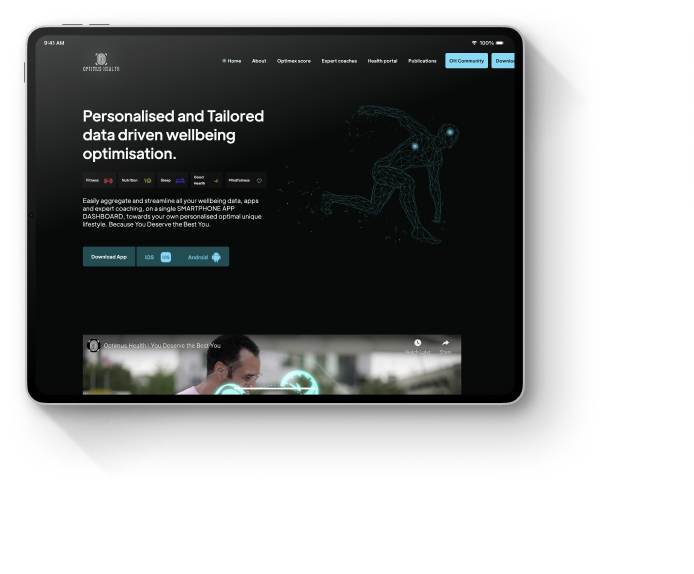 9:41 AM
100%
OPTIMUS HEALTH
Home About Optimex score Expert coaches Health portal Publications OH Community Downloa
Personalised and Tailored
data driven wellbeing
optimisation.
Fitness Nutrition Sleep Good Health Mindfulness
Easily aggregate and streamline all your wellbeing data, apps
and expert coaching, on a single SMARTPHONE APP
DASHBOARD, towards your own personalised optimal unique
lifestyle. Because You Deserve the Best You.
Download App iOS iOS Android
Optimus Health | You Deserve the Best You
Watch Later Share